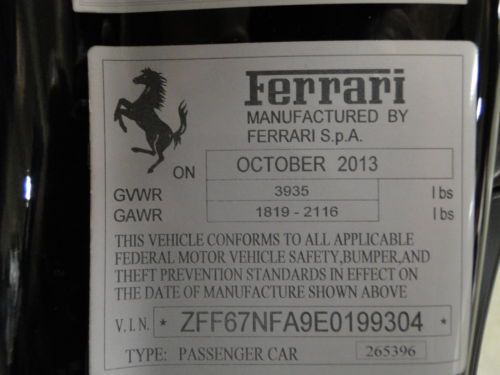 Ferrari
MANUFACTURED BY
FERRARI S.p.A.
ON OCTOBER 2013
GVWR 3935 lbs
GAWR 1819 - 2116 lbs
THIS VEHICLE CONFORMS TO ALL APPLICABLE
FEDERAL MOTOR VEHICLE SAFETY,BUMPER,AND
THEFT PREVENTION STANDARDS IN EFFECT ON
THE DATE OF MANUFACTURE SHOWN ABOVE
V.I.N. * ZFF67NFA9E0199304 *
TYPE: PASSENGER CAR 265396